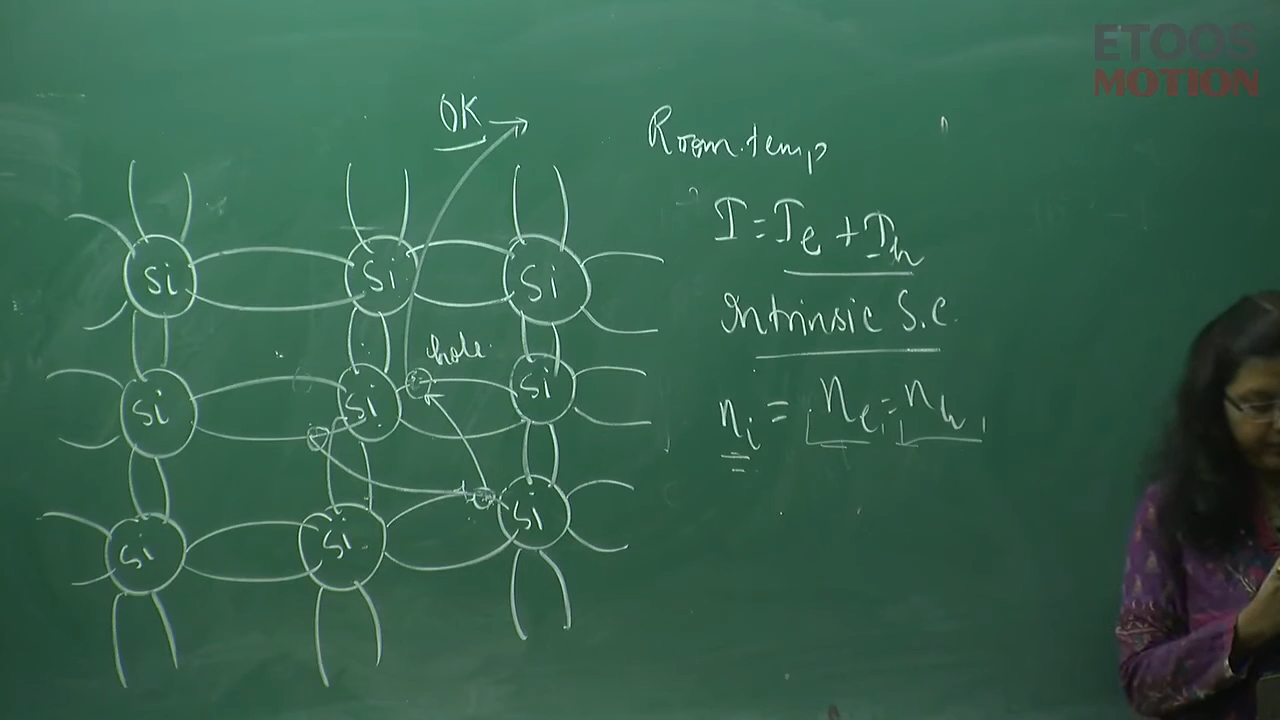 ETOOS
MOTION
OK →
Room temp
I = Ie + Ih
Intrinsic S.C.
ni = ne = nh
hole
Si Si Si
Si Si Si
Si Si Si